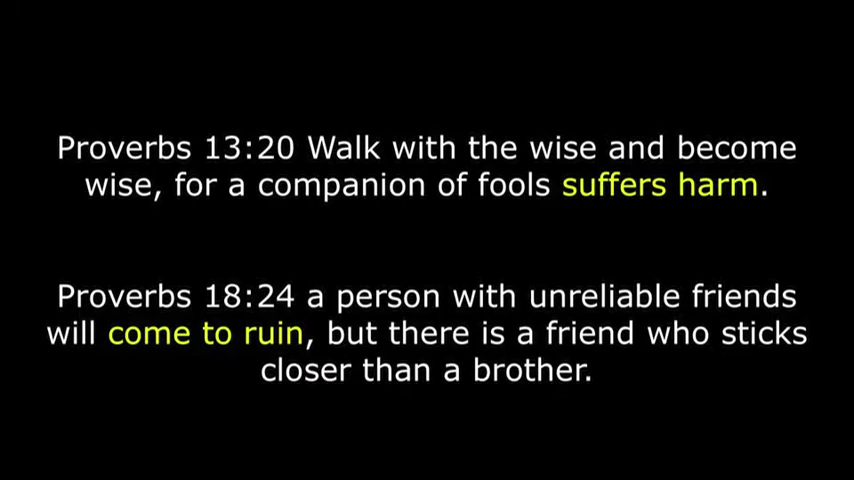 Proverbs 13:20 Walk with the wise and become
wise, for a companion of fools suffers harm.
Proverbs 18:24 a person with unreliable friends
will come to ruin, but there is a friend who sticks
closer than a brother.